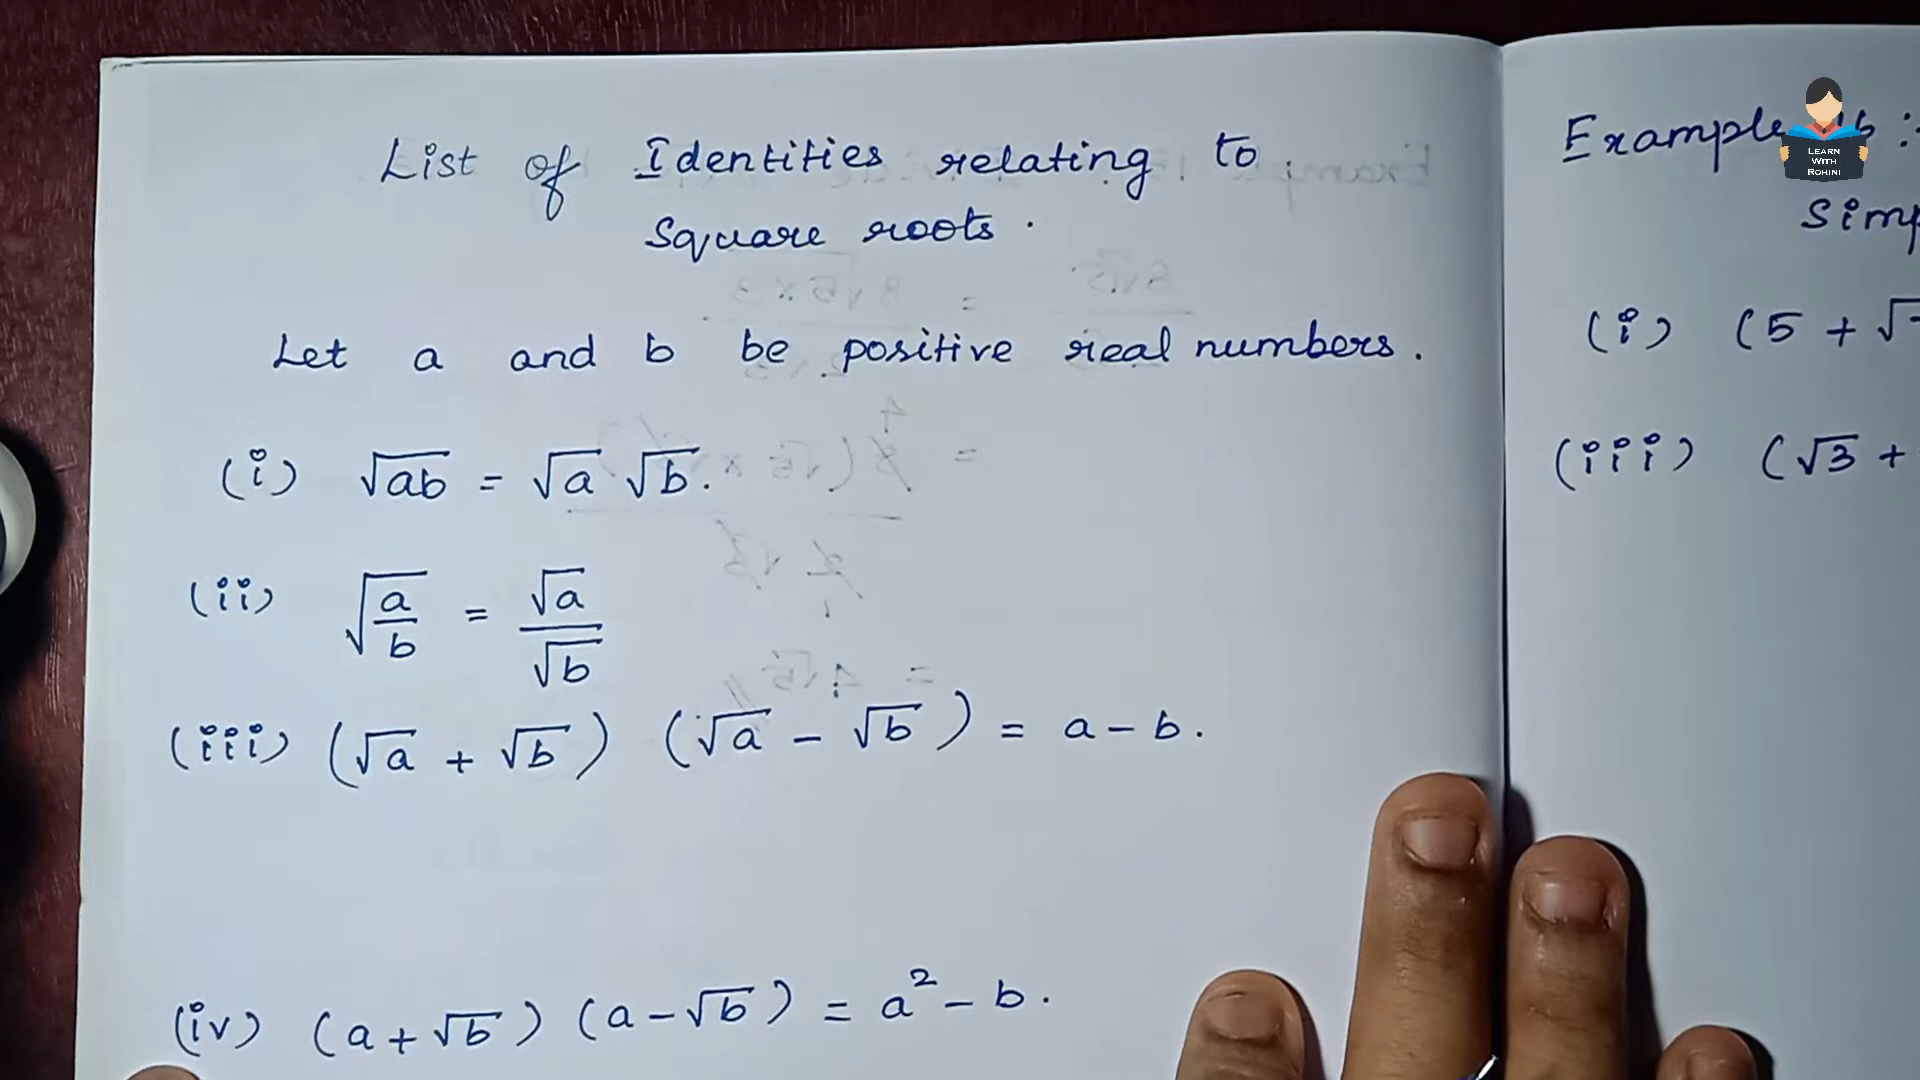 List of Identities relating to
Square roots.
Let a and b be positive real numbers.
(i) √ab = √a √b.
(ii) √(a/b) = √a/√b
(iii) (√a + √b) (√a - √b) = a - b.
(iv) (a + √b) (a - √b) = a² - b.
Example
(i) (5 + √
(iii) (√3 +
LEARN
WITH
ROHINI